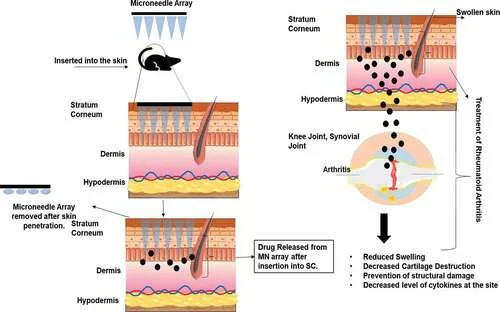 Microneedle Array
Inserted into the skin
Stratum
Corneum
Dermis
Hypodermis
Microneedle Array
removed after skin
penetration.
Stratum
Corneum
Dermis
Hypodermis
Drug Released from
MN array after
insertion into SC.
Stratum
Corneum
Swollen skin
Dermis
Hypodermis
Knee Joint, Synovial
Joint
Arthritis
Treatment of Rheumatoid Arthritis
• Reduced Swelling
• Decreased Cartilage Destruction
• Prevention of structural damage
• Decreased level of cytokines at the site